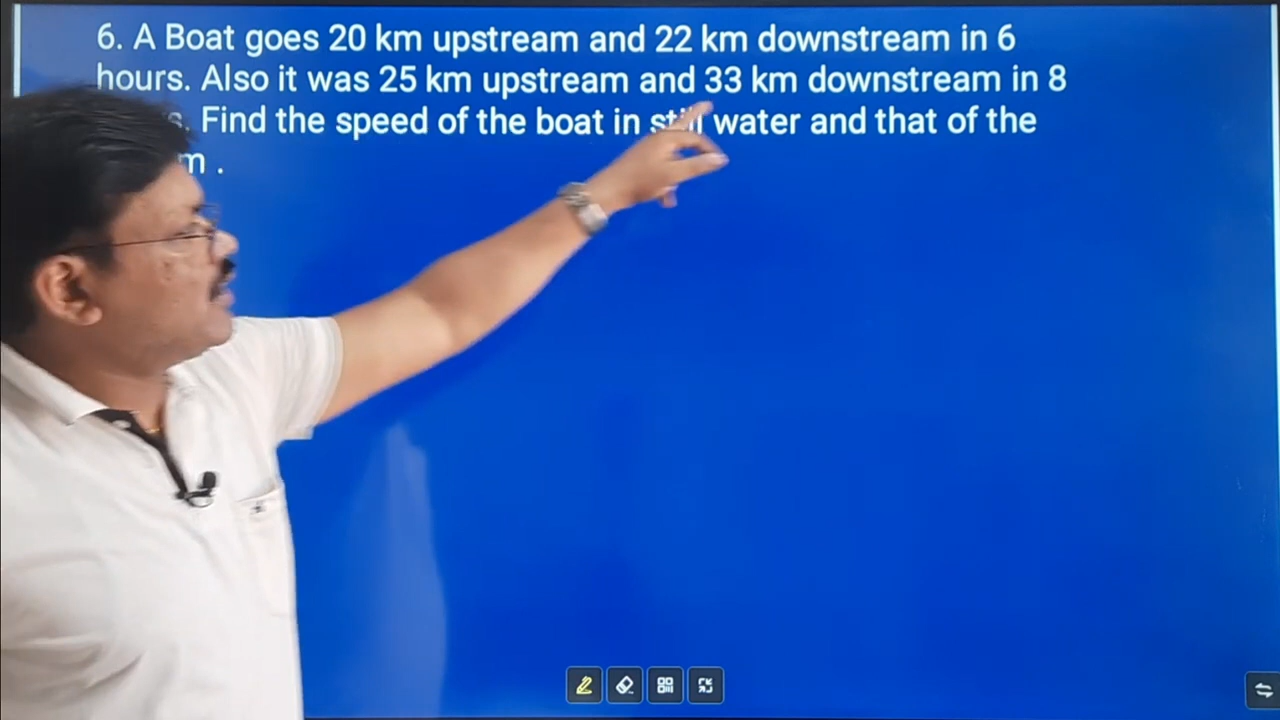 6. A Boat goes 20 km upstream and 22 km downstream in 6
hours. Also it was 25 km upstream and 33 km downstream in 8
s. Find the speed of the boat in still water and that of the
m .